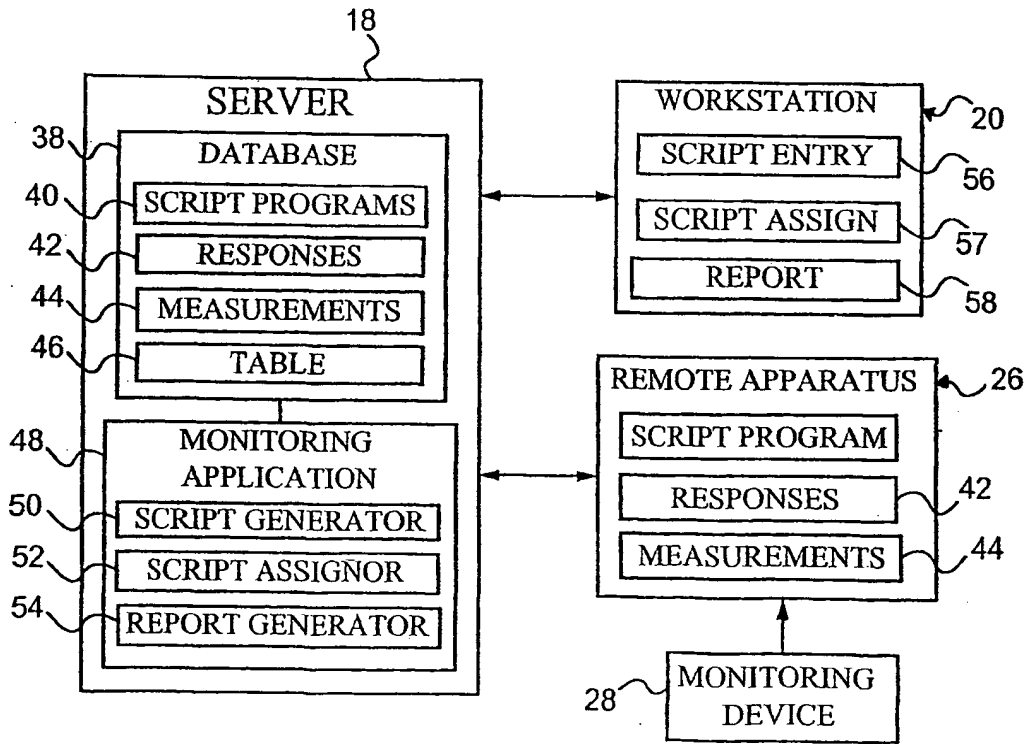 18
SERVER
38
DATABASE
40
SCRIPT PROGRAMS
42
RESPONSES
44
MEASUREMENTS
46
TABLE
48
MONITORING
APPLICATION
50
SCRIPT GENERATOR
52
SCRIPT ASSIGNOR
54
REPORT GENERATOR
WORKSTATION
20
SCRIPT ENTRY
56
SCRIPT ASSIGN
57
REPORT
58
REMOTE APPARATUS
26
SCRIPT PROGRAM
RESPONSES
42
MEASUREMENTS
44
28
MONITORING
DEVICE